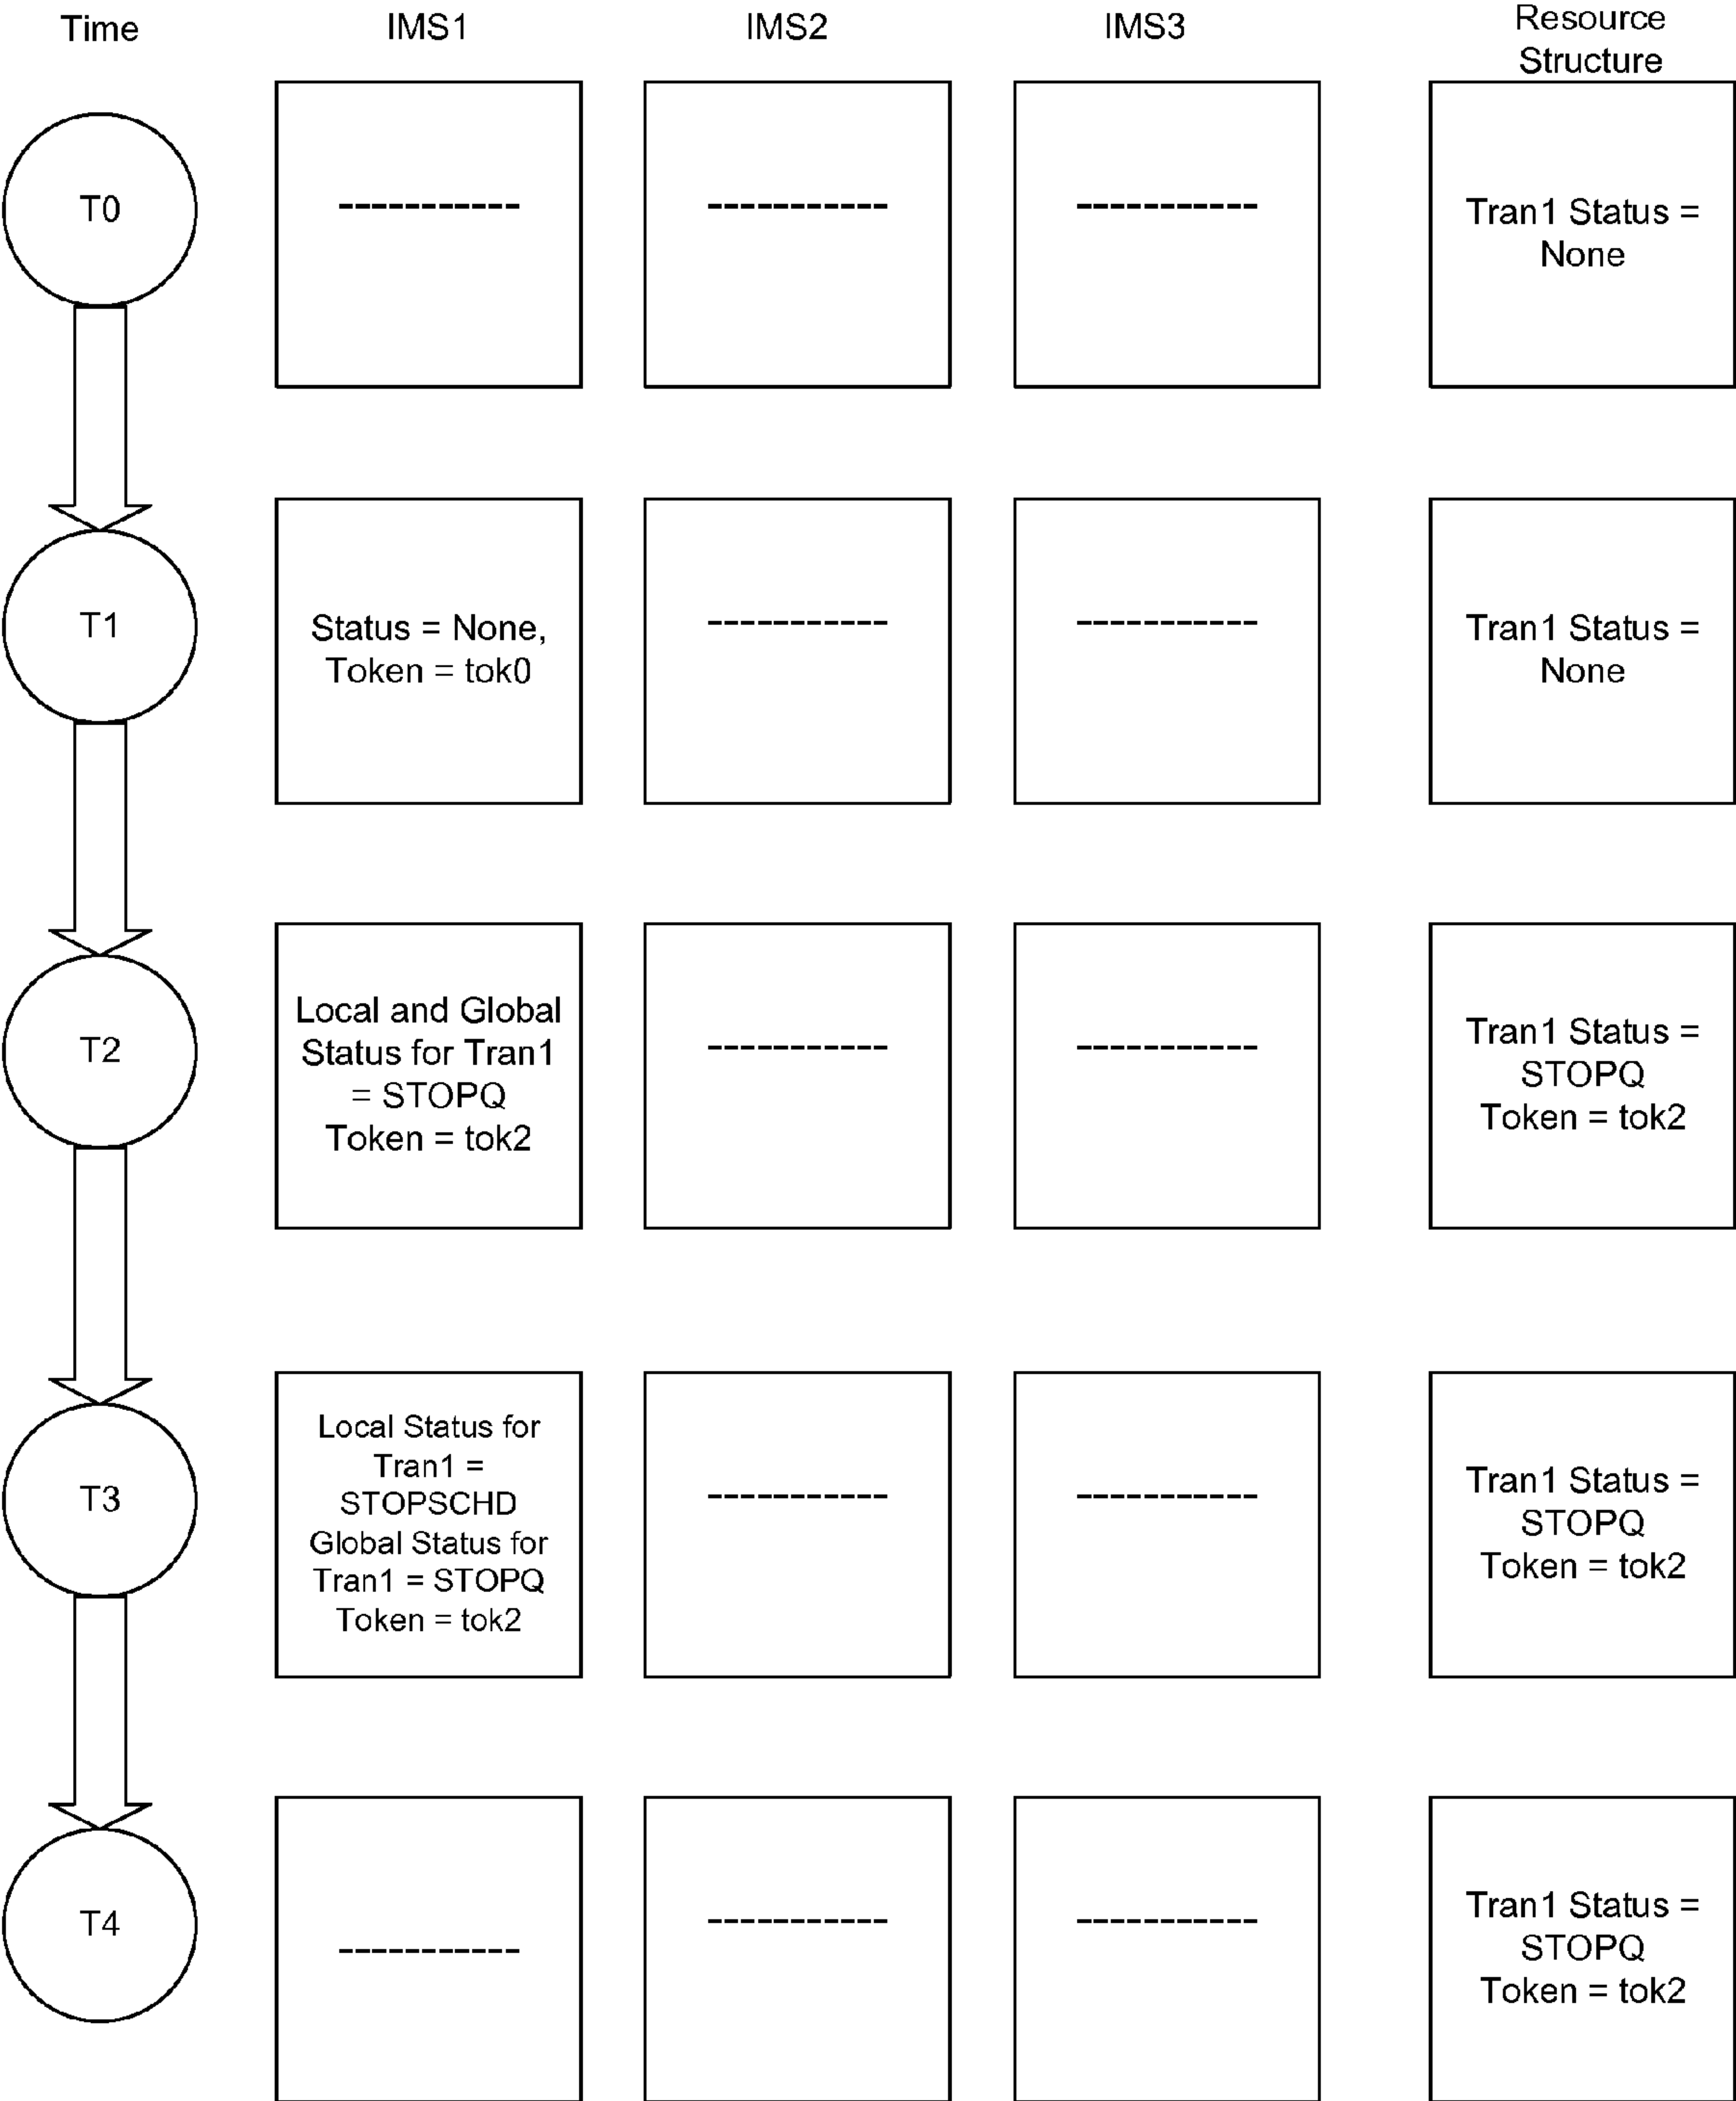 Time
IMS1
IMS2
IMS3
Resource
Structure
T0
-----------
-----------
-----------
Tran1 Status =
None
T1
Status = None,
Token = tok0
-----------
-----------
Tran1 Status =
None
T2
Local and Global
Status for Tran1
= STOPQ
Token = tok2
-----------
-----------
Tran1 Status =
STOPQ
Token = tok2
T3
Local Status for
Tran1 =
STOPSCHD
Global Status for
Tran1 = STOPQ
Token = tok2
-----------
-----------
Tran1 Status =
STOPQ
Token = tok2
T4
-----------
-----------
-----------
Tran1 Status =
STOPQ
Token = tok2